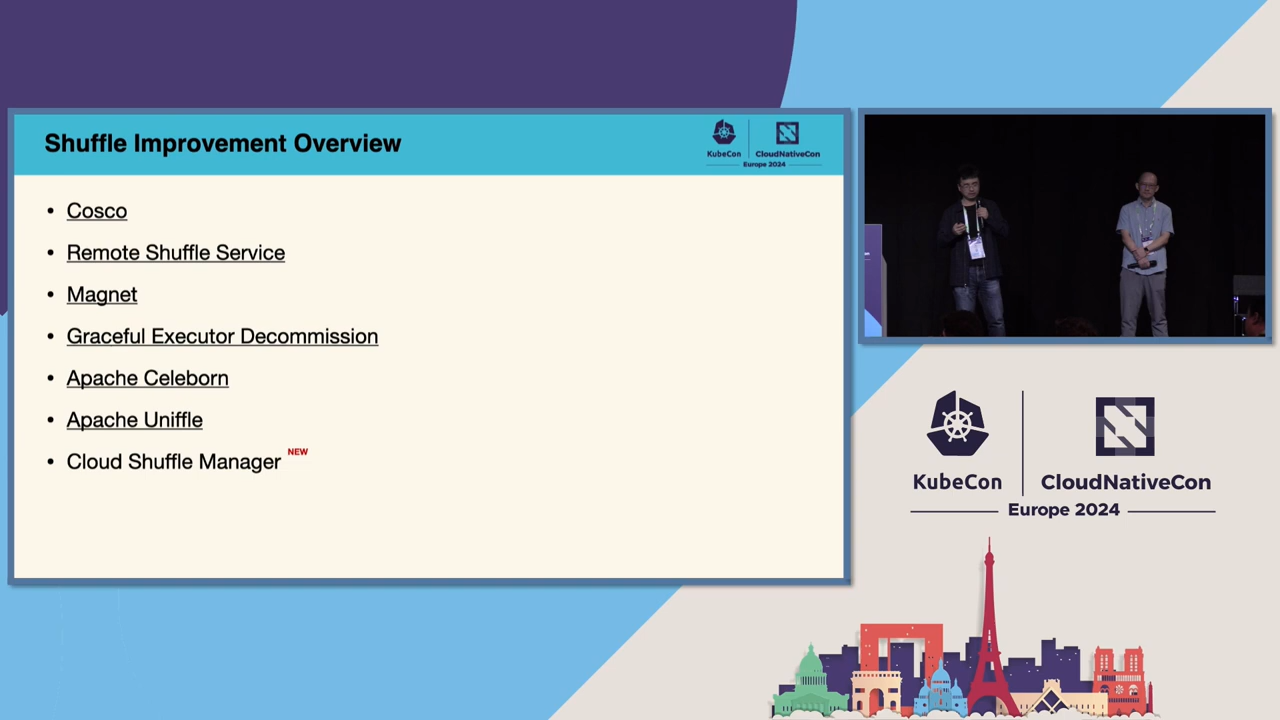 Shuffle Improvement Overview
KubeCon
CloudNativeCon
Europe 2024
• Cosco
• Remote Shuffle Service
• Magnet
• Graceful Executor Decommission
• Apache Celeborn
• Apache Uniffle
• Cloud Shuffle Manager NEW
KubeCon
CloudNativeCon
Europe 2024